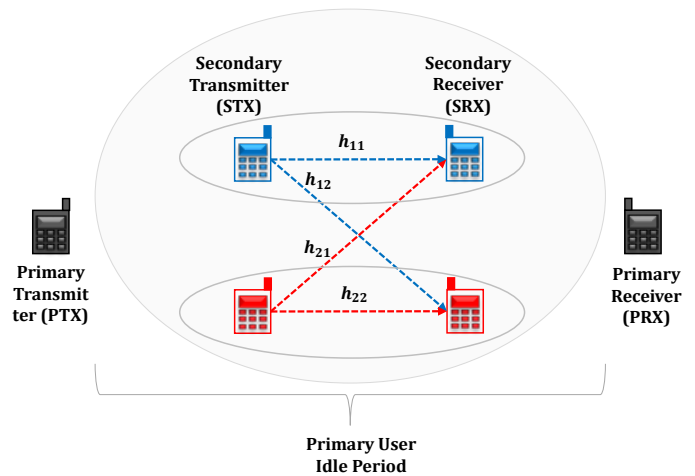 Secondary
Transmitter
(STX)
Secondary
Receiver
(SRX)
h11
h12
h21
h22
Primary
Transmit
ter (PTX)
Primary
Receiver
(PRX)
Primary User
Idle Period